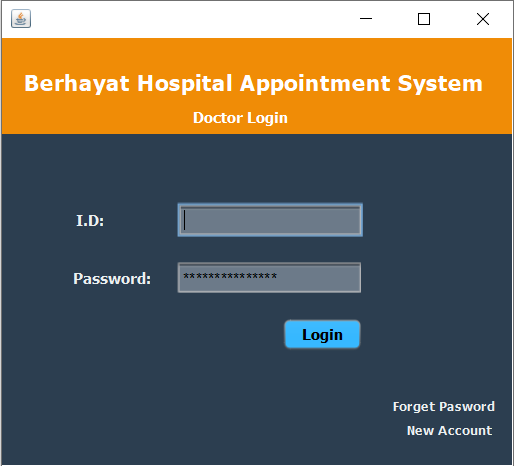 Berhayat Hospital Appointment System
Doctor Login
I.D:
Password: ***************
Login
Forget Pasword
New Account